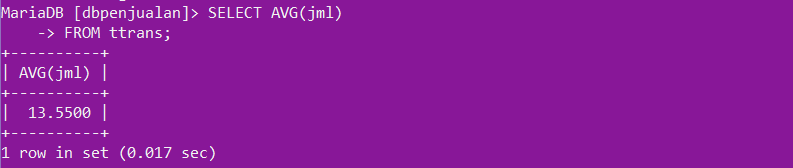 MariaDB [dbpenjualan]> SELECT AVG(jml)
    -> FROM ttrans;
+----------+
| AVG(jml) |
+----------+
|  13.5500 |
+----------+
1 row in set (0.017 sec)